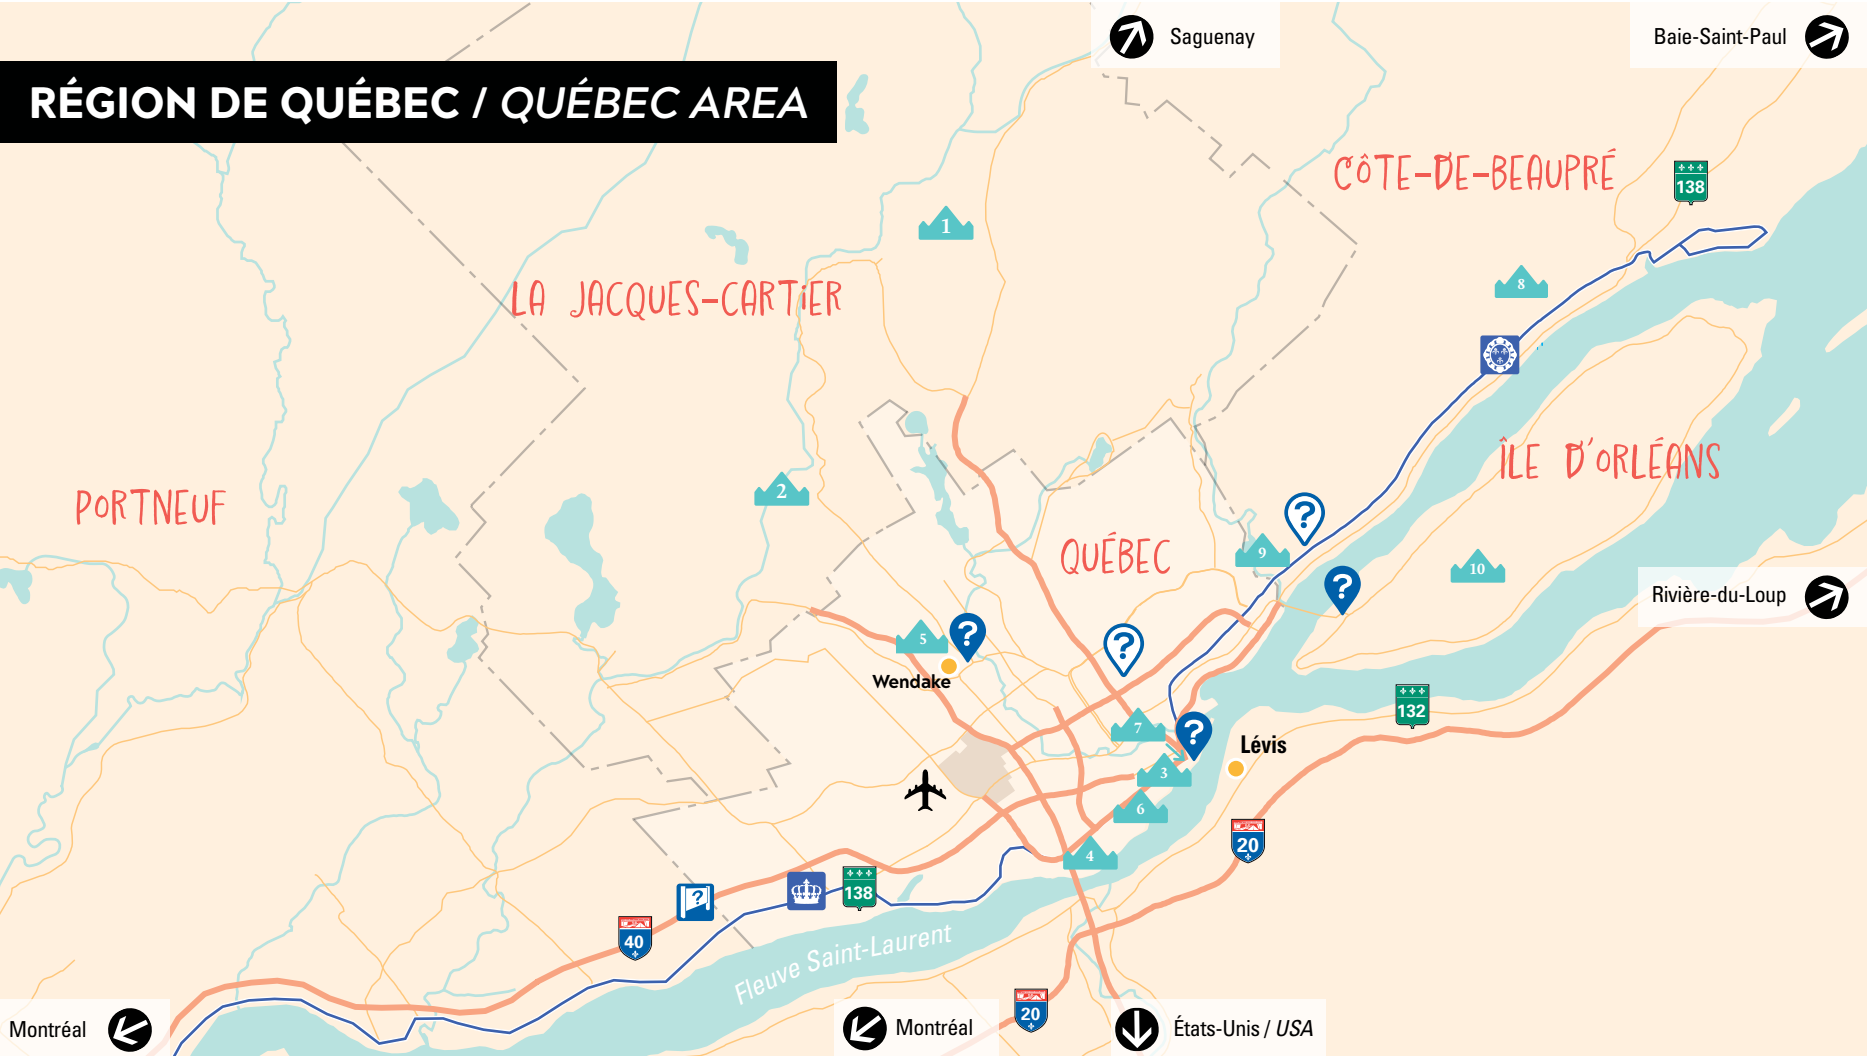 Saguenay
Baie-Saint-Paul
RÉGION DE QUÉBEC / QUÉBEC AREA
CÔTE-DE-BEAUPRÉ
138
1
8
LA JACQUES-CARTIER
ÎLE D'ORLÉANS
2
PORTNEUF
?
QUÉBEC
9
10
?
Rivière-du-Loup
5
?
?
Wendake
132
7
?
Lévis
3
6
20
4
?
138
40
Fleuve Saint-Laurent
20
Montréal
Montréal
États-Unis / USA